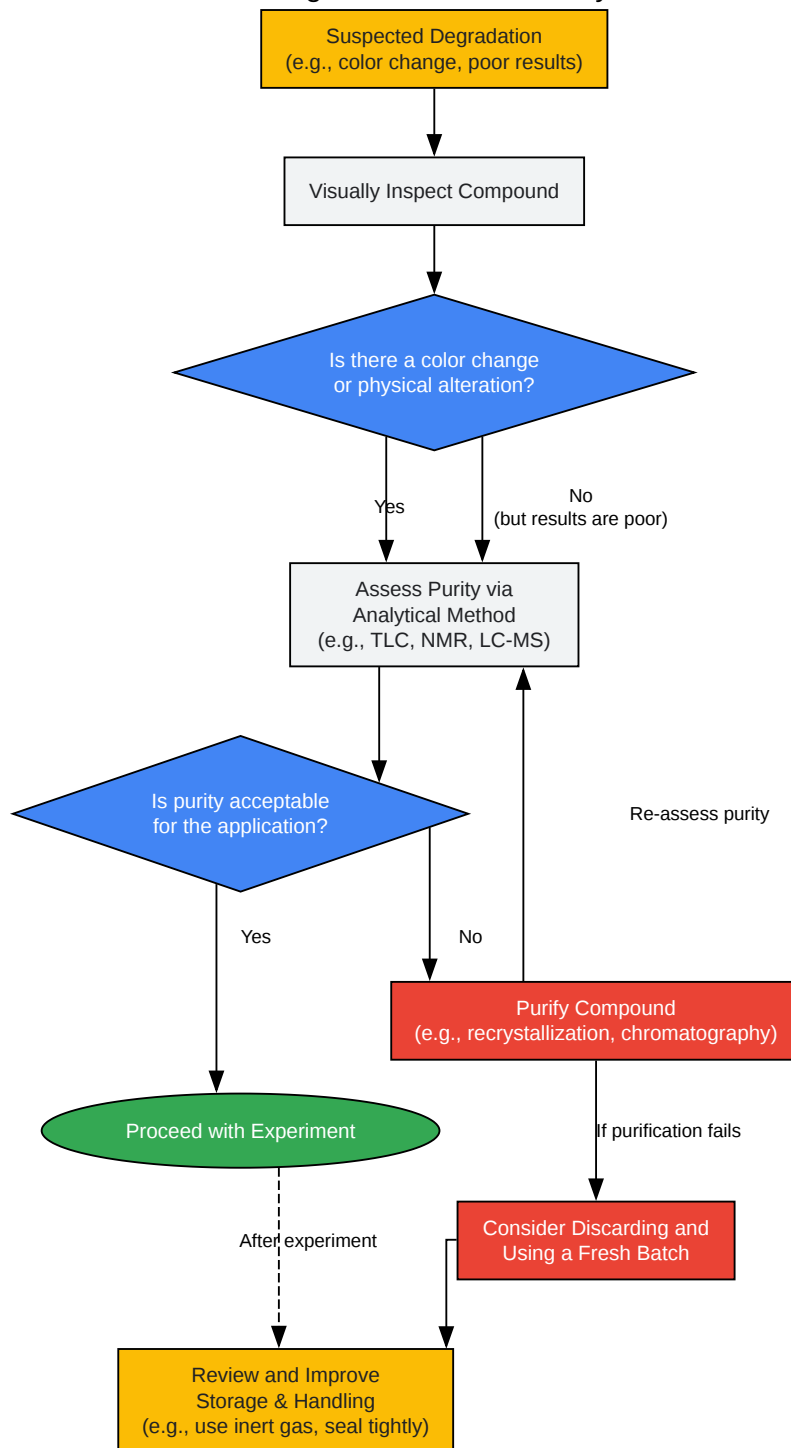 Suspected Degradation
(e.g., color change, poor results)
Visually Inspect Compound
Is there a color change
or physical alteration?
Yes
No
(but results are poor)
Assess Purity via
Analytical Method
(e.g., TLC, NMR, LC-MS)
Is purity acceptable
for the application?
Re-assess purity
Yes
No
Purify Compound
(e.g., recrystallization, chromatography)
Proceed with Experiment
If purification fails
After experiment
Consider Discarding and
Using a Fresh Batch
Review and Improve
Storage & Handling
(e.g., use inert gas, seal tightly)